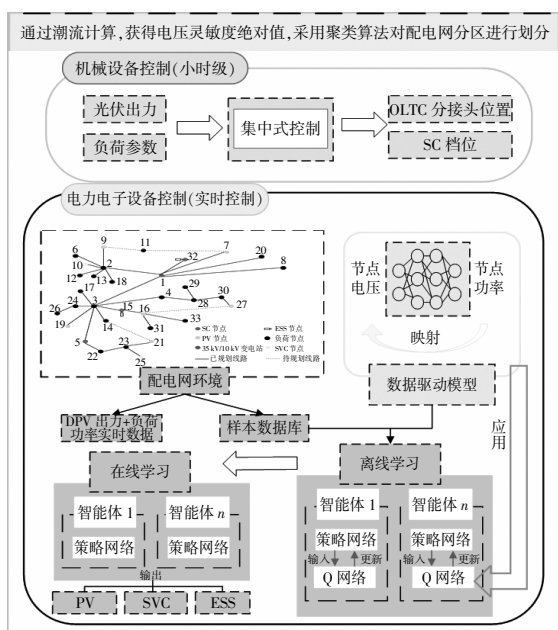 通过潮流计算,获得电压灵敏度绝对值,采用聚类算法对配电网分区进行划分
机械设备控制(小时级)
光伏出力
负荷参数
集中式控制
OLTC 分接头位置
SC 档位
电力电子设备控制(实时控制)
9
6
11
7
20
10
2
32
8
12
13
18
1
17
29
4
30
3
28
27
26
24
15
16
33
19
14
31
21
5
22
23
25
SC 节点
ESS节点
PV 节点
负荷节点
35 kV/10 kV 变电站
SVC节点
已规划线路
待规划线路
节点
电压
节点
功率
映射
配电网环境
数据驱动模型
DPV 出力+负荷
功率实时数据
样本数据库
应用
在线学习
离线学习
智能体 1
智能体 n
策略网络
策略网络
智能体 1
智能体 n
策略网络
策略网络
输入
更新
输入
更新
Q 网络
Q 网络
输出
PV
SVC
ESS